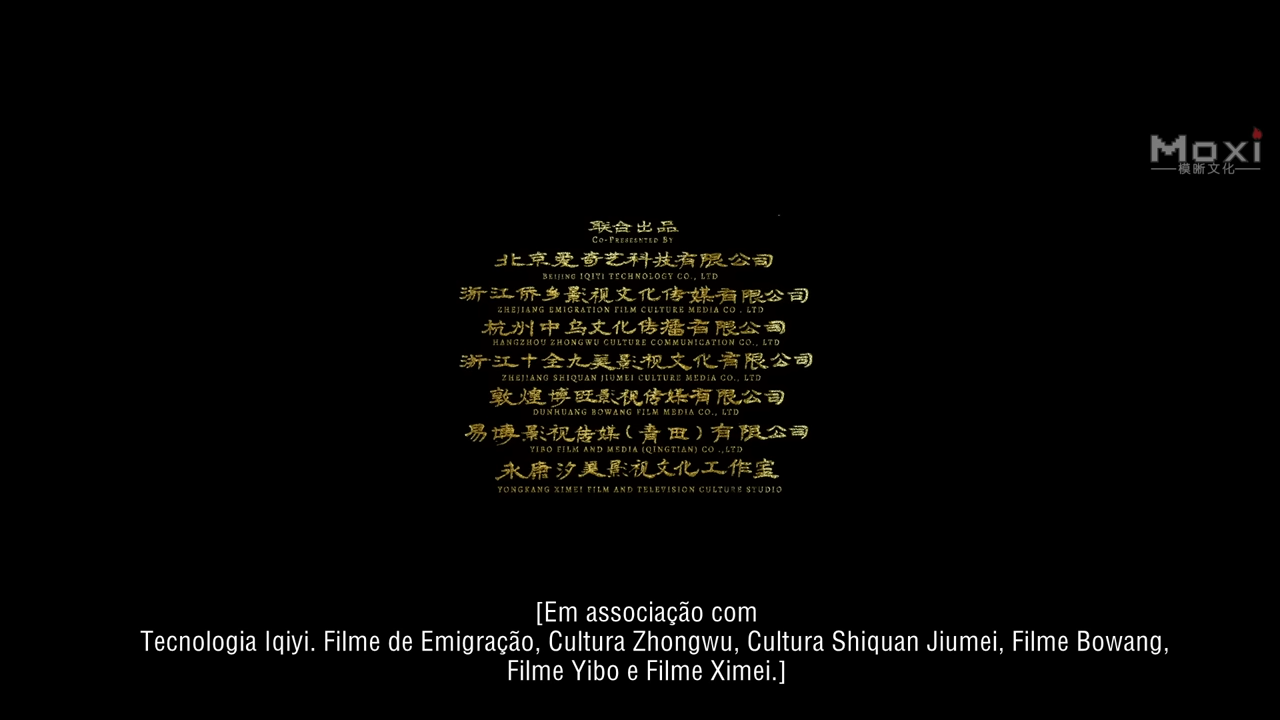 Moxi
模晰文化
联合出品
CO-PRESENTED BY
北京爱奇艺科技有限公司
BEIJING IQITI TECHNOLOGY CO., LTD
浙江侨乡影视文化传媒有限公司
ZHEJIANG EMIGRATION FILM CULTURE MEDIA CO . LTD
杭州中乌文化传播有限公司
HANGZHOU ZHONGWU CULTURE COMMUNICATION CO., LTD
浙江十全九美影视文化有限公司
ZHEJIANG SHIQUAN JIUMEI CULTURE MEDIA CO., LTD
敦煌博旺影视传媒有限公司
DUNHUANG BOWANG FILM MEDIA CO., LTD
易博影视传媒（青田）有限公司
YIBO FILM AND MEDIA (QINGTIAN) CO .,LTD
永康汐美影视文化工作室
YONGKANG XIMEI FILM AND TELEVISION CULTURE STUDIO
[Em associação com
Tecnologia Iqiyi. Filme de Emigração, Cultura Zhongwu, Cultura Shiquan Jiumei, Filme Bowang,
Filme Yibo e Filme Ximei.]